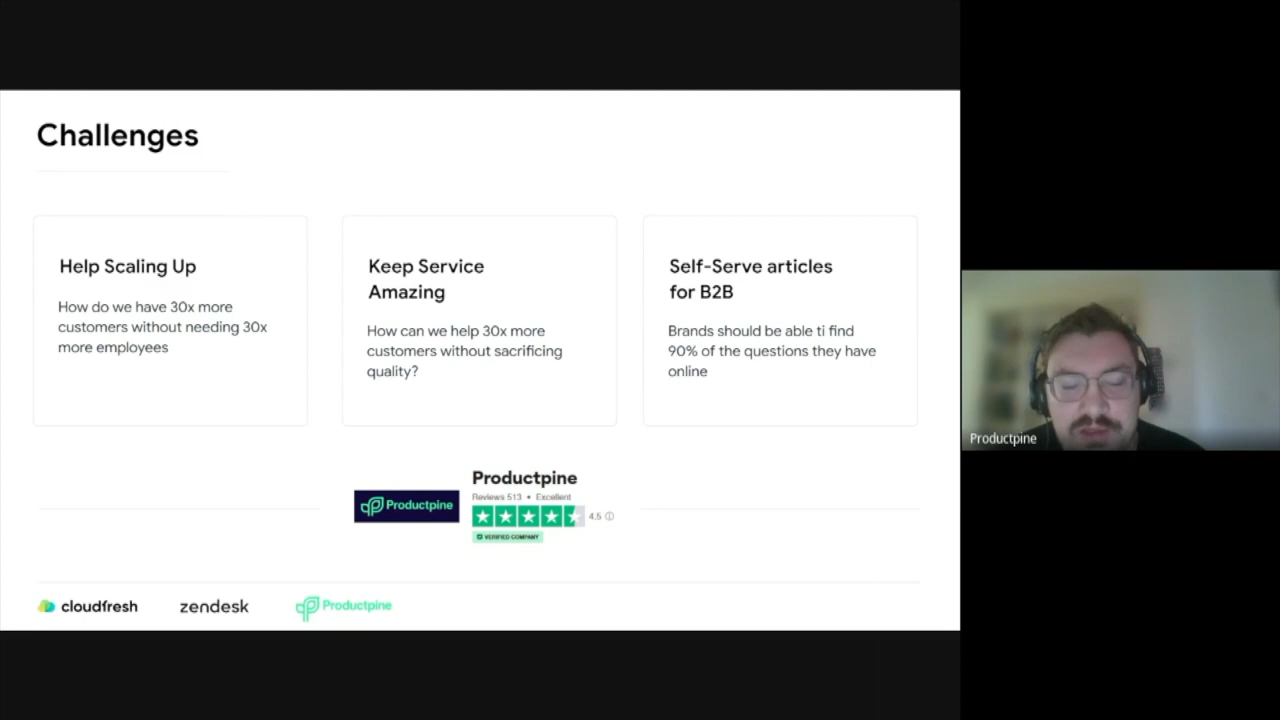 Challenges
Help Scaling Up
How do we have 30x more
customers without needing 30x
more employees
Keep Service
Amazing
How can we help 30x more
customers without sacrificing
quality?
Self-Serve articles
for B2B
Brands should be able ti find
90% of the questions they have
online
Productpine
Productpine
Reviews 513 • Excellent
4.5
VERIFIED COMPANY
cloudfresh
zendesk
Productpine
Productpine